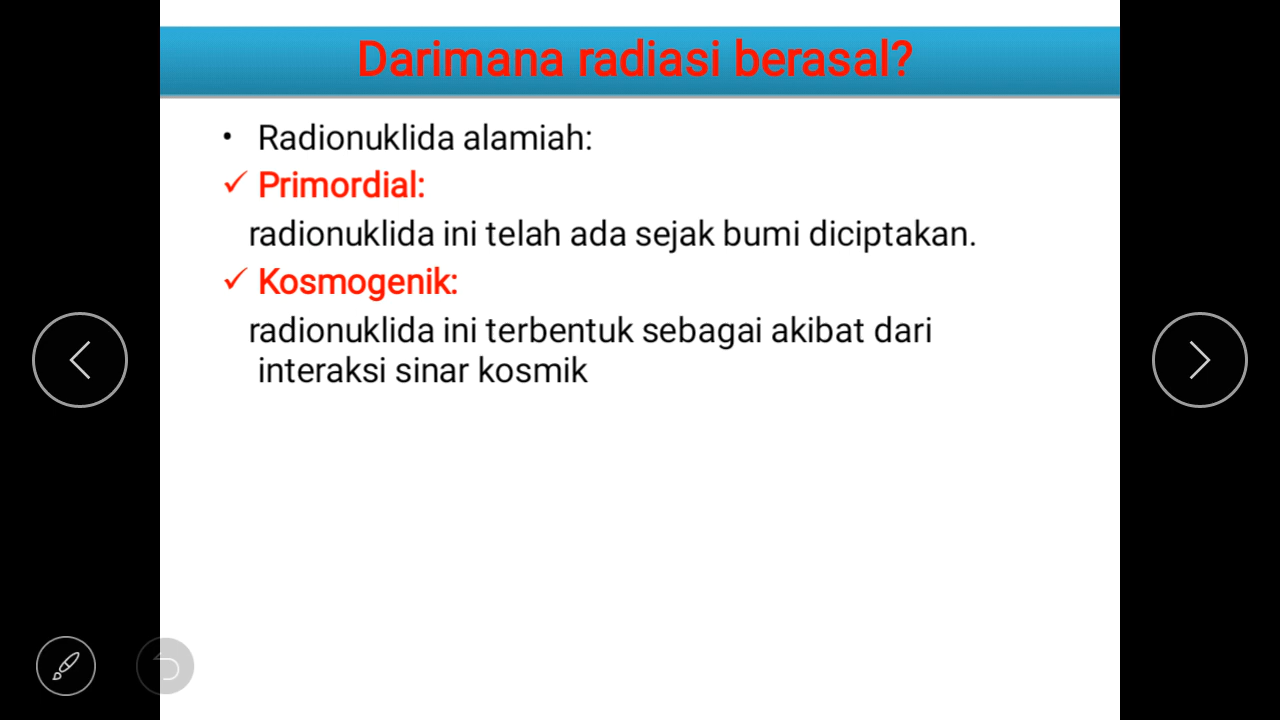 Darimana radiasi berasal?
• Radionuklida alamiah:
✓ Primordial:
radionuklida ini telah ada sejak bumi diciptakan.
✓ Kosmogenik:
radionuklida ini terbentuk sebagai akibat dari
interaksi sinar kosmik